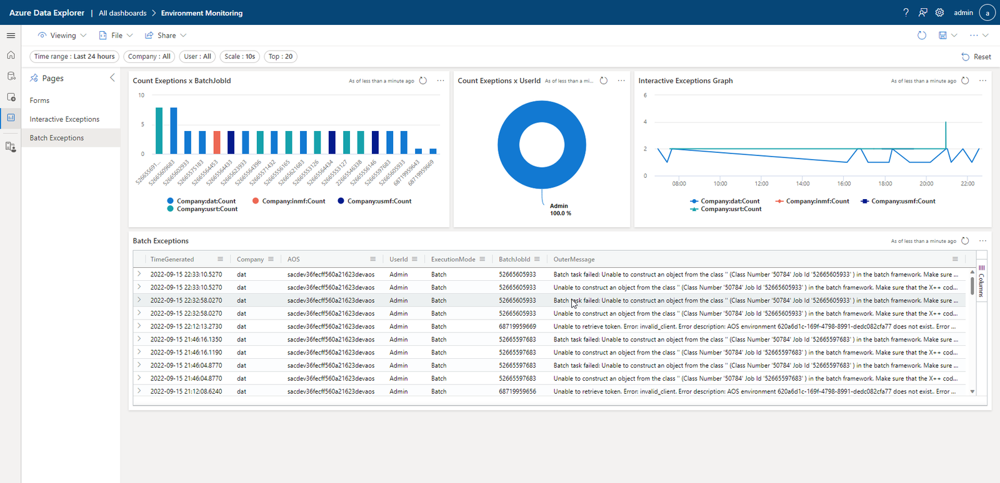 Azure Data Explorer | All dashboards > Environment Monitoring ? admin a
Viewing File Share
Time range : Last 24 hours Company : All User : All Scale : 10s Top : 20 Reset
Pages
Forms
Interactive Exceptions
Batch Exceptions
Count Exeptions x BatchJobId As of less than a minute ago
10
5
0
526655691...
52665609683
52665602933
52665575183
52665564453
52665564433
52665623933
52665564396
52665571432
52665556165
52665621683
52665553126
52665564434
52665553127
22665546338
52665556146
52665597683
52665605933
68719959643
68719959669
Company:dat:Count Company:inmf:Count Company:usmf:Count
Company:usrt:Count
Count Exeptions x UserId As of less than a mi...
Admin
100.0 %
Interactive Exceptions Graph As of less than a minute ago
6
4
2
0
08:00 10:00 12:00 14:00 16:00 18:00 20:00 22:00
Company:dat:Count Company:inmf:Count Company:usmf:Count
Company:usrt:Count
Batch Exceptions As of less than a minute ago
TimeGenerated Company AOS UserId ExecutionMode BatchJobId OuterMessage
2022-09-15 22:33:10.5270 dat sacdev36fecff560a21623devaos Admin Batch 52665605933 Batch task failed: Unable to construct an object from the class '' (Class Number '50784' Job Id '52665605933' ) in the batch framework. Make sure ...
2022-09-15 22:33:10.5270 dat sacdev36fecff560a21623devaos Admin Batch 52665605933 Unable to construct an object from the class '' (Class Number '50784' Job Id '52665605933' ) in the batch framework. Make sure that the X++ cod...
2022-09-15 22:32:58.0270 dat sacdev36fecff560a21623devaos Admin Batch 52665605933 Batch task failed: Unable to construct an object from the class '' (Class Number '50784' Job Id '52665605933' ) in the batch framework. Make sure ...
2022-09-15 22:32:58.0270 dat sacdev36fecff560a21623devaos Admin Batch 52665605933 Unable to construct an object from the class '' (Class Number '50784' Job Id '52665605933' ) in the batch framework. Make sure that the X++ cod...
2022-09-15 22:12:13.2730 dat sacdev36fecff560a21623devaos Admin Batch 68719959669 Unable to retrieve token. Error: invalid_client. Error description: AOS environment 620a6d1c-169f-4798-8991-dedc082cfa77 does not exist.. Error ...
2022-09-15 21:46:16.1350 dat sacdev36fecff560a21623devaos Admin Batch 52665597683 Batch task failed: Unable to construct an object from the class '' (Class Number '50784' Job Id '52665597683' ) in the batch framework. Make sure ...
2022-09-15 21:46:16.1190 dat sacdev36fecff560a21623devaos Admin Batch 52665597683 Unable to construct an object from the class '' (Class Number '50784' Job Id '52665597683' ) in the batch framework. Make sure that the X++ cod...
2022-09-15 21:46:04.8770 dat sacdev36fecff560a21623devaos Admin Batch 52665597683 Batch task failed: Unable to construct an object from the class '' (Class Number '50784' Job Id '52665597683' ) in the batch framework. Make sure ...
2022-09-15 21:46:04.8770 dat sacdev36fecff560a21623devaos Admin Batch 52665597683 Unable to construct an object from the class '' (Class Number '50784' Job Id '52665597683' ) in the batch framework. Make sure that the X++ cod...
2022-09-15 21:12:08.6240 dat sacdev36fecff560a21623devaos Admin Batch 68719959656 Unable to retrieve token. Error: invalid_client. Error description: AOS environment 620a6d1c-169f-4798-8991-dedc082cfa77 does not exist.. Error ...
Columns